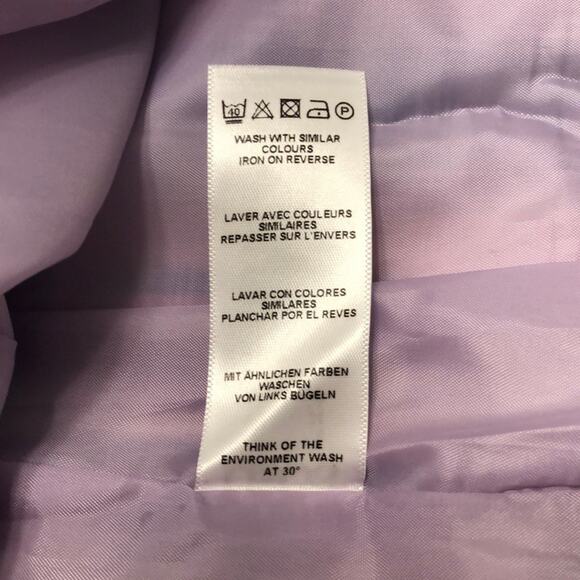 40 P
WASH WITH SIMILAR
COLOURS
IRON ON REVERSE
LAVER AVEC COULEURS
SIMILAIRES
REPASSER SUR L'ENVERS
LAVAR CON COLORES
SIMILARES
PLANCHAR POR EL REVES
MIT ÄHNLICHEN FARBEN
WASCHEN
VON LINKS BÜGELN
THINK OF THE
ENVIRONMENT WASH
AT 30°